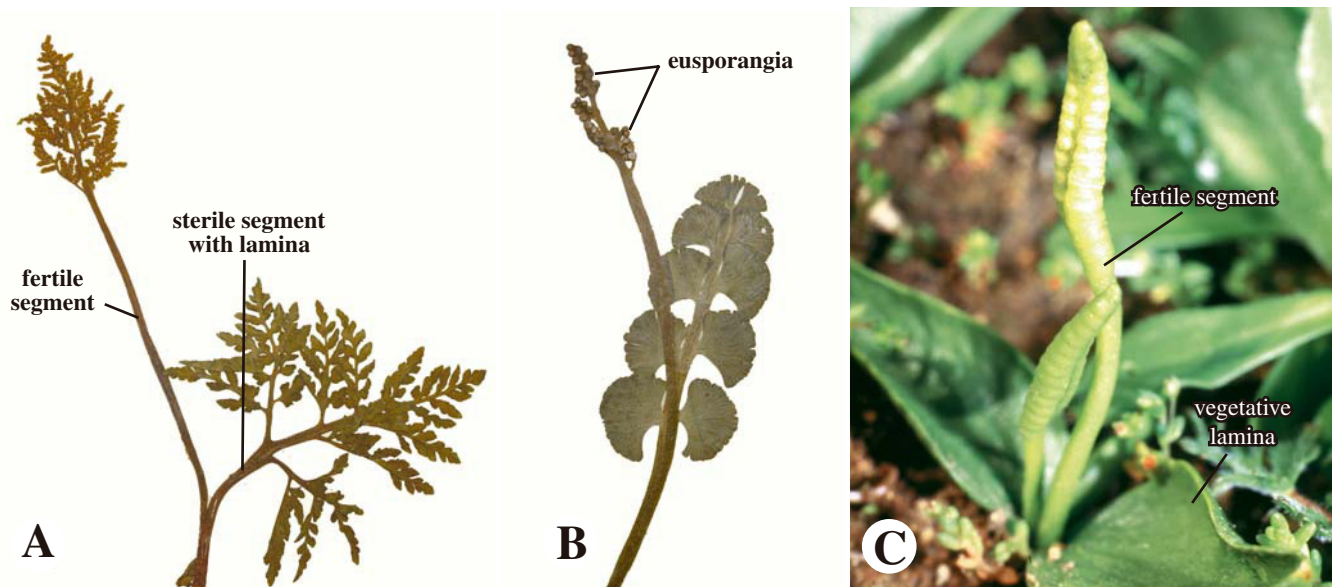 fertile
segment
sterile segment
with lamina
A
eusporangia
B
fertile segment
vegetative
lamina
C